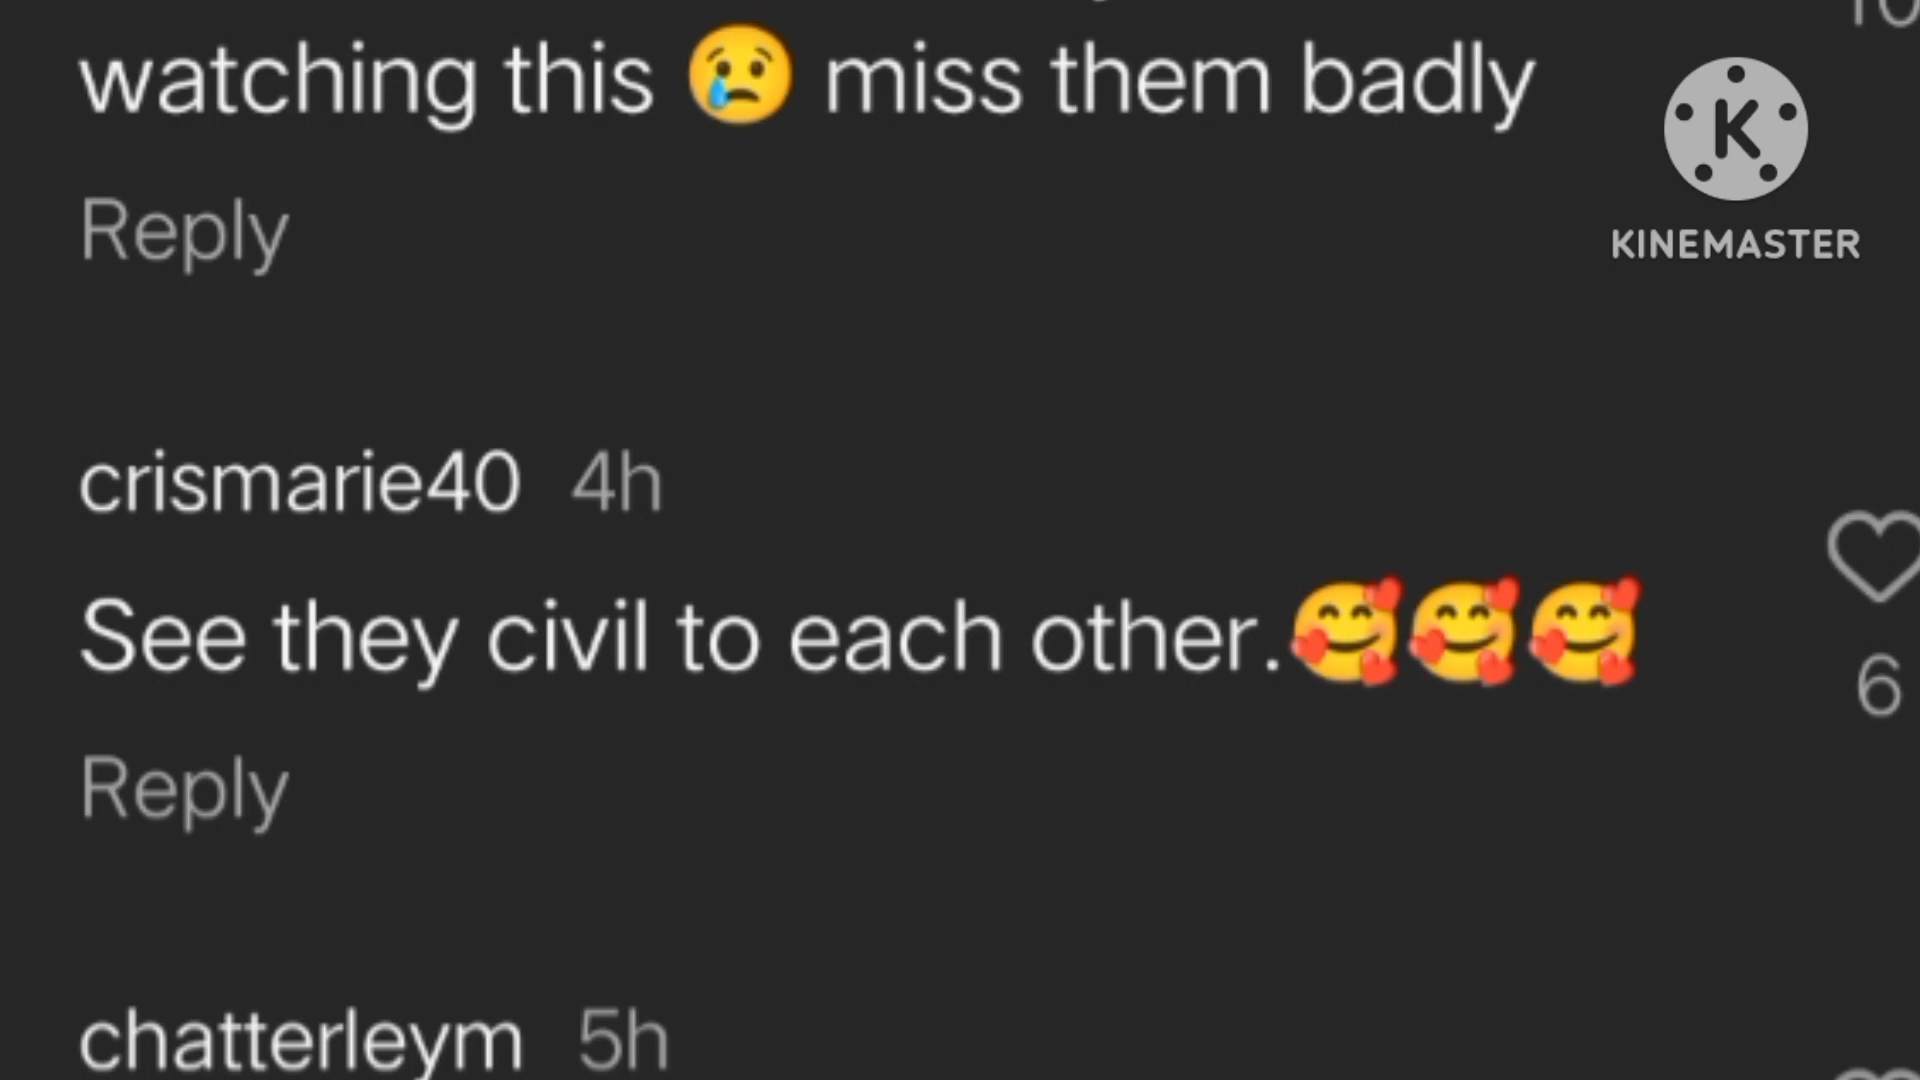 watching this 😢 miss them badly
10
K
KINEMASTER
Reply
crismarie40 4h
See they civil to each other.🥰🥰🥰
6
Reply
chatterleym 5h